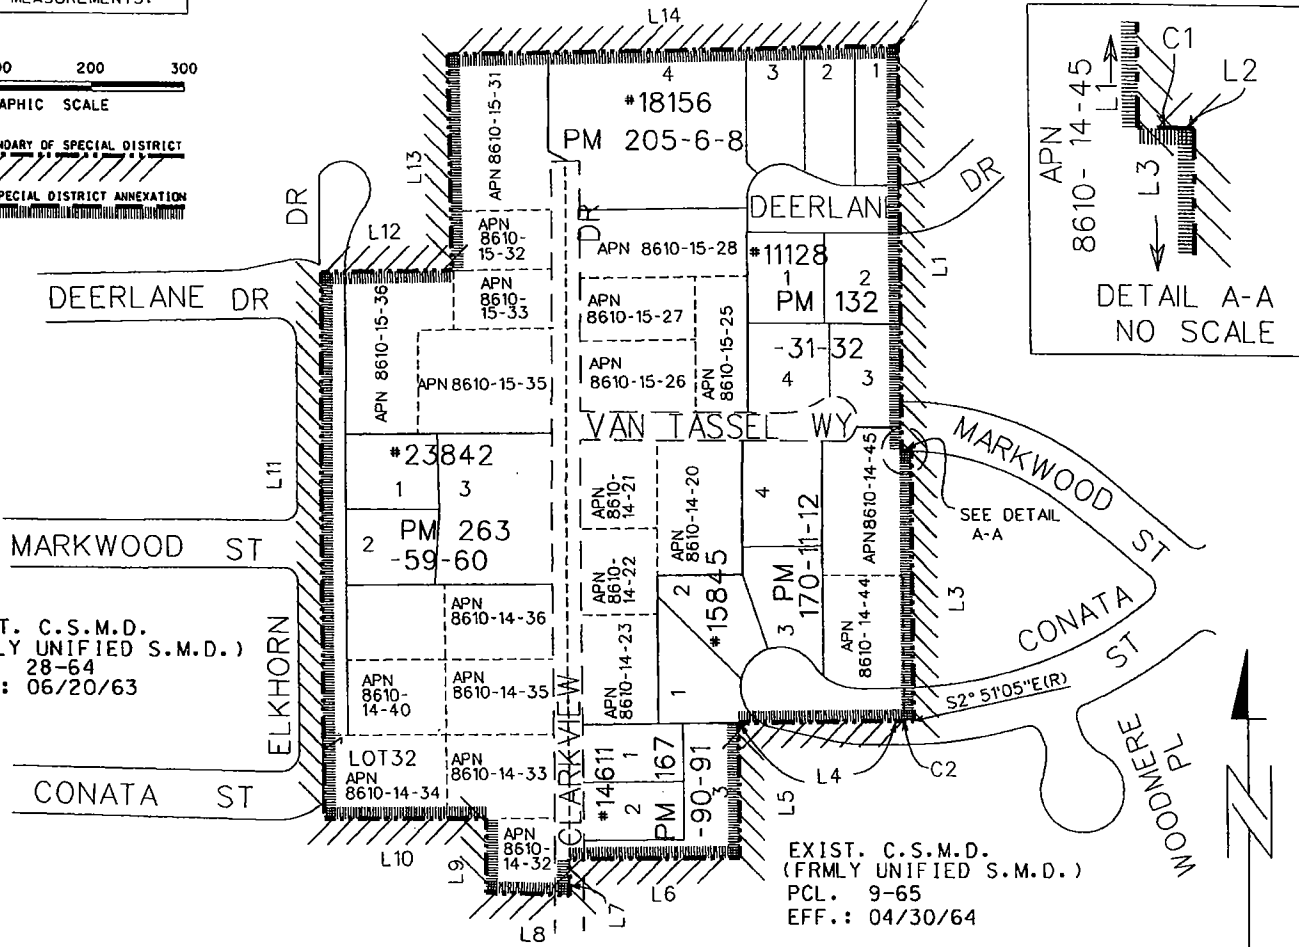 MEASUREMENTS.
200
300
APHIC SCALE
NDARY OF SPECIAL DISTRICT
PECIAL DISTRICT ANNEXATION
L14
C1
L2
L1
L3
APN
8610-14-45
DETAIL A-A
NO SCALE
L13
APN 8610-15-31
4
3
2
1
#18156
PM 205-6-8
DR
DR
DR
DEERLANE
L12
L1
APN
8610-
15-32
APN 8610-15-28
#11128
1
2
PM 132
-31-32
4
3
DEERLANE DR
APN 8610-15-36
APN
8610-
15-33
APN
8610-15-27
APN
8610-15-25
APN 8610-15-35
APN
8610-15-26
VAN TASSEL WY
MARKWOOD
ST
L11
#23842
1
3
2
PM 263
-59-60
APN
8610-
14-21
APN
8610-14-20
4
APN 8610-14-45
SEE DETAIL
A-A
MARKWOOD ST
APN
8610-
14-22
2
#15845
PM
170-11-12
3
APN
8610-14-44
L3
CONATA
ST
T. C.S.M.D.
LY UNIFIED S.M.D.)
28-64
: 06/20/63
ELKHORN
APN
8610-14-36
APN
8610-14-23
1
APN
8610-
14-40
APN
8610-14-35
S2°51'05"E(R)
WOODMERE
PL
CLARKVIEW
LOT32
APN
8610-14-34
APN
8610-14-33
#14611
1
2
PM 167
-90-91
3
L4
C2
L5
CONATA ST
APN
8610-
14-32
L10
L9
L8
L7
L6
EXIST. C.S.M.D.
(FRMLY UNIFIED S.M.D.)
PCL. 9-65
EFF.: 04/30/64
N